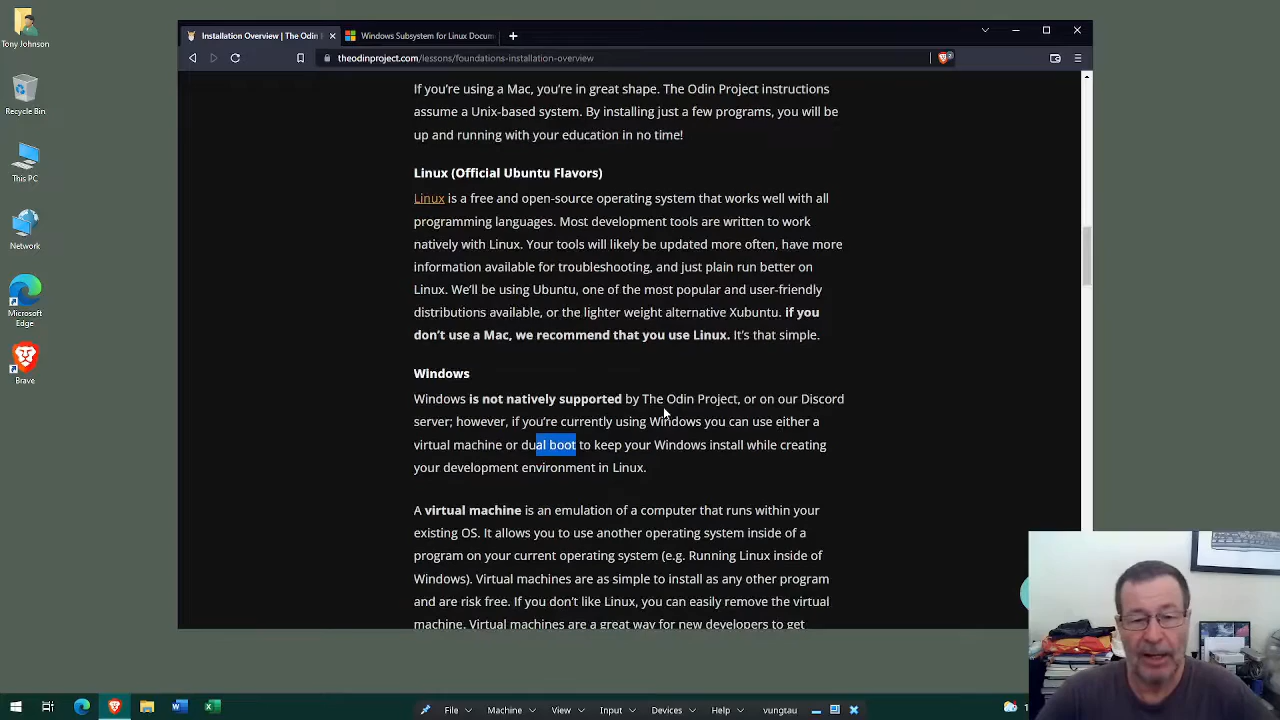 Tony Johnson
Recycle Bin
This PC
Network
Microsoft
Edge
Brave
Installation Overview | The Odin
Windows Subsystem for Linux Docum
theodinproject.com/lessons/foundations-installation-overview
If you're using a Mac, you're in great shape. The Odin Project instructions
assume a Unix-based system. By installing just a few programs, you will be
up and running with your education in no time!
Linux (Official Ubuntu Flavors)
Linux is a free and open-source operating system that works well with all
programming languages. Most development tools are written to work
natively with Linux. Your tools will likely be updated more often, have more
information available for troubleshooting, and just plain run better on
Linux. We'll be using Ubuntu, one of the most popular and user-friendly
distributions available, or the lighter weight alternative Xubuntu. if you
don't use a Mac, we recommend that you use Linux. It's that simple.
Windows
Windows is not natively supported by The Odin Project, or on our Discord
server; however, if you're currently using Windows you can use either a
virtual machine or dual boot to keep your Windows install while creating
your development environment in Linux.
A virtual machine is an emulation of a computer that runs within your
existing OS. It allows you to use another operating system inside of a
program on your current operating system (e.g. Running Linux inside of
Windows). Virtual machines are as simple to install as any other program
and are risk free. If you don't like Linux, you can easily remove the virtual
machine. Virtual machines are a great way for new developers to get
File Machine View Input Devices Help vungtau